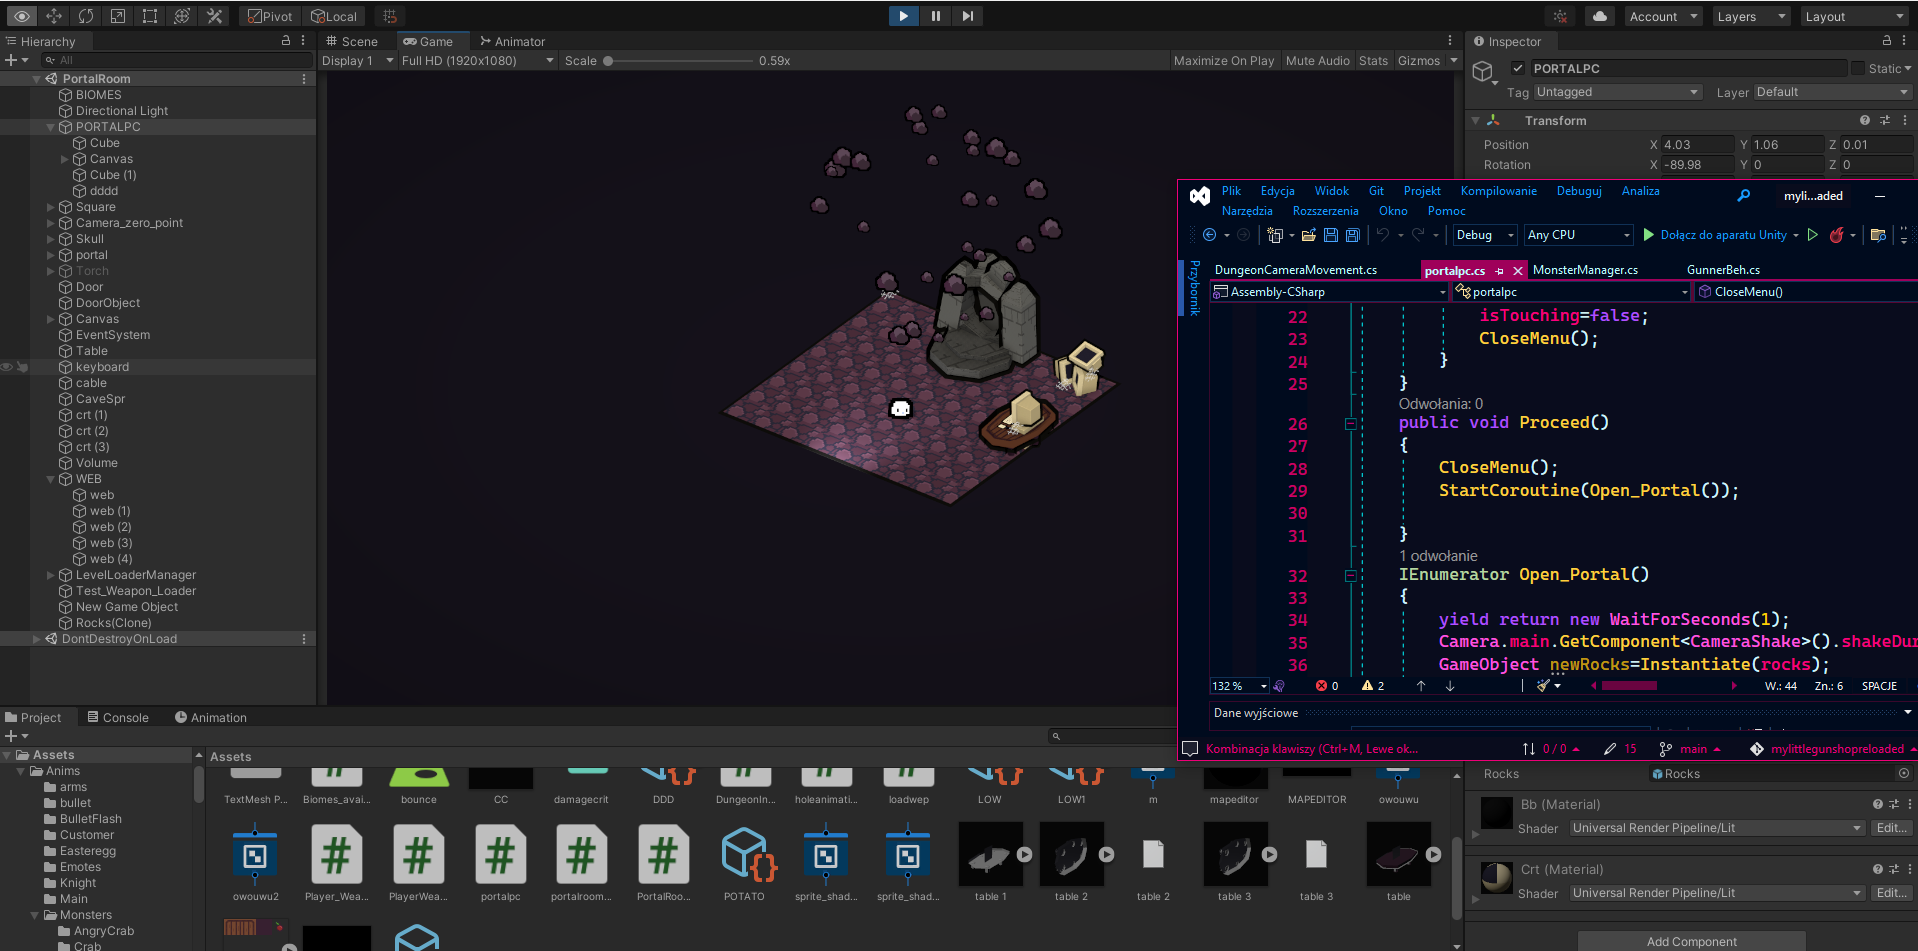 Pivot
Local
Account
Layers
Layout
Hierarchy
All
PortalRoom
BIOMES
Directional Light
PORTALPC
Cube
Canvas
Cube (1)
dddd
Square
Camera_zero_point
Skull
portal
Torch
Door
DoorObject
Canvas
EventSystem
Table
keyboard
cable
CaveSpr
crt (1)
crt (2)
crt (3)
Volume
WEB
web
web (1)
web (2)
web (3)
web (4)
LevelLoaderManager
Test_Weapon_Loader
New Game Object
Rocks(Clone)
DontDestroyOnLoad
Scene
Game
Animator
Display 1
Full HD (1920x1080)
Scale
0.59x
Maximize On Play
Mute Audio
Stats
Gizmos
Inspector
PORTALPC
Static
Tag Untagged
Layer Default
Transform
Position X 4.03 Y 1.06 Z 0.01
Rotation X -89.98 Y 0 Z 0
Plik Edycja Widok Git Projekt Kompilowanie Debuguj Analiza
Narzędzia Rozszerzenia Okno Pomoc
myli...aded
Debug
Any CPU
Dołącz do aparatu Unity
Przybornik
DungeonCameraMovement.cs
portalpc.cs
MonsterManager.cs
GunnerBeh.cs
Assembly-CSharp
portalpc
CloseMenu()
22 isTouching=false;
23 CloseMenu();
24 }
25 }
Odwołania: 0
26 public void Proceed()
27 {
28 CloseMenu();
29 StartCoroutine(Open_Portal());
30
31 }
1 odwołanie
32 IEnumerator Open_Portal()
33 {
34 yield return new WaitForSeconds(1);
35 Camera.main.GetComponent<CameraShake>().shakeDur
36 GameObject newRocks=Instantiate(rocks);
132 %
0
2
W.: 44
Zn.: 6
SPACJE
Dane wyjściowe
Kombinacja klawiszy (Ctrl+M, Lewe ok...
0 / 0
15
main
mylittlegunshopreloaded
Project
Console
Animation
Assets
Anims
arms
bullet
BulletFlash
Customer
Easteregg
Emotes
Knight
Main
Monsters
AngryCrab
Crab
Assets
TextMesh P...
Biomes_avai...
bounce
CC
damagecrit
DDD
DungeonIn...
holeanimati...
loadwep
LOW
LOW1
m
mapeditor
MAPEDITOR
owouwu
owouwu2
Player_Wea...
PlayerWea...
portalpc
portalroom...
PortalRoo...
POTATO
sprite_shad...
sprite_shad...
table 1
table 2
table 2
table 3
table 3
table
Rocks
Rocks
Bb (Material)
Shader Universal Render Pipeline/Lit Edit...
Crt (Material)
Shader Universal Render Pipeline/Lit Edit...
Add Component